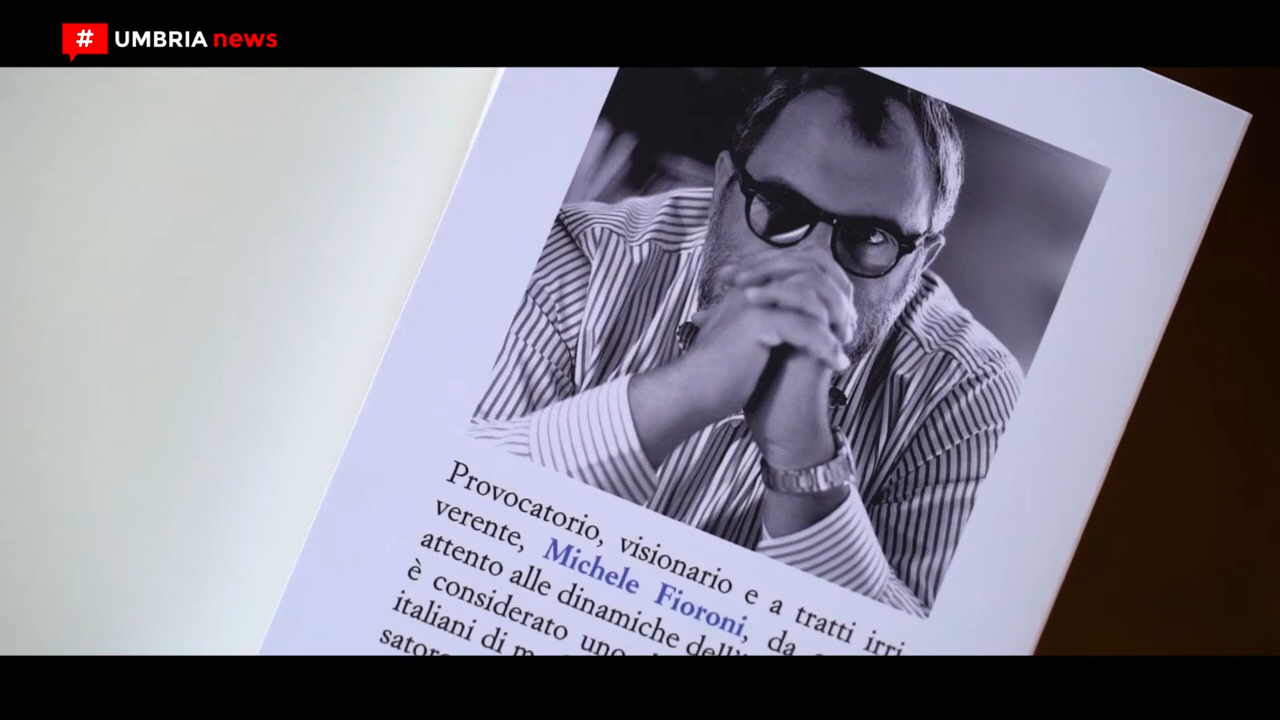 # UMBRIA news
Provocatorio, visionario e a tratti irri
verente, Michele Fioroni, da
attento alle dinamiche dell'
è considerato uno
italiani di